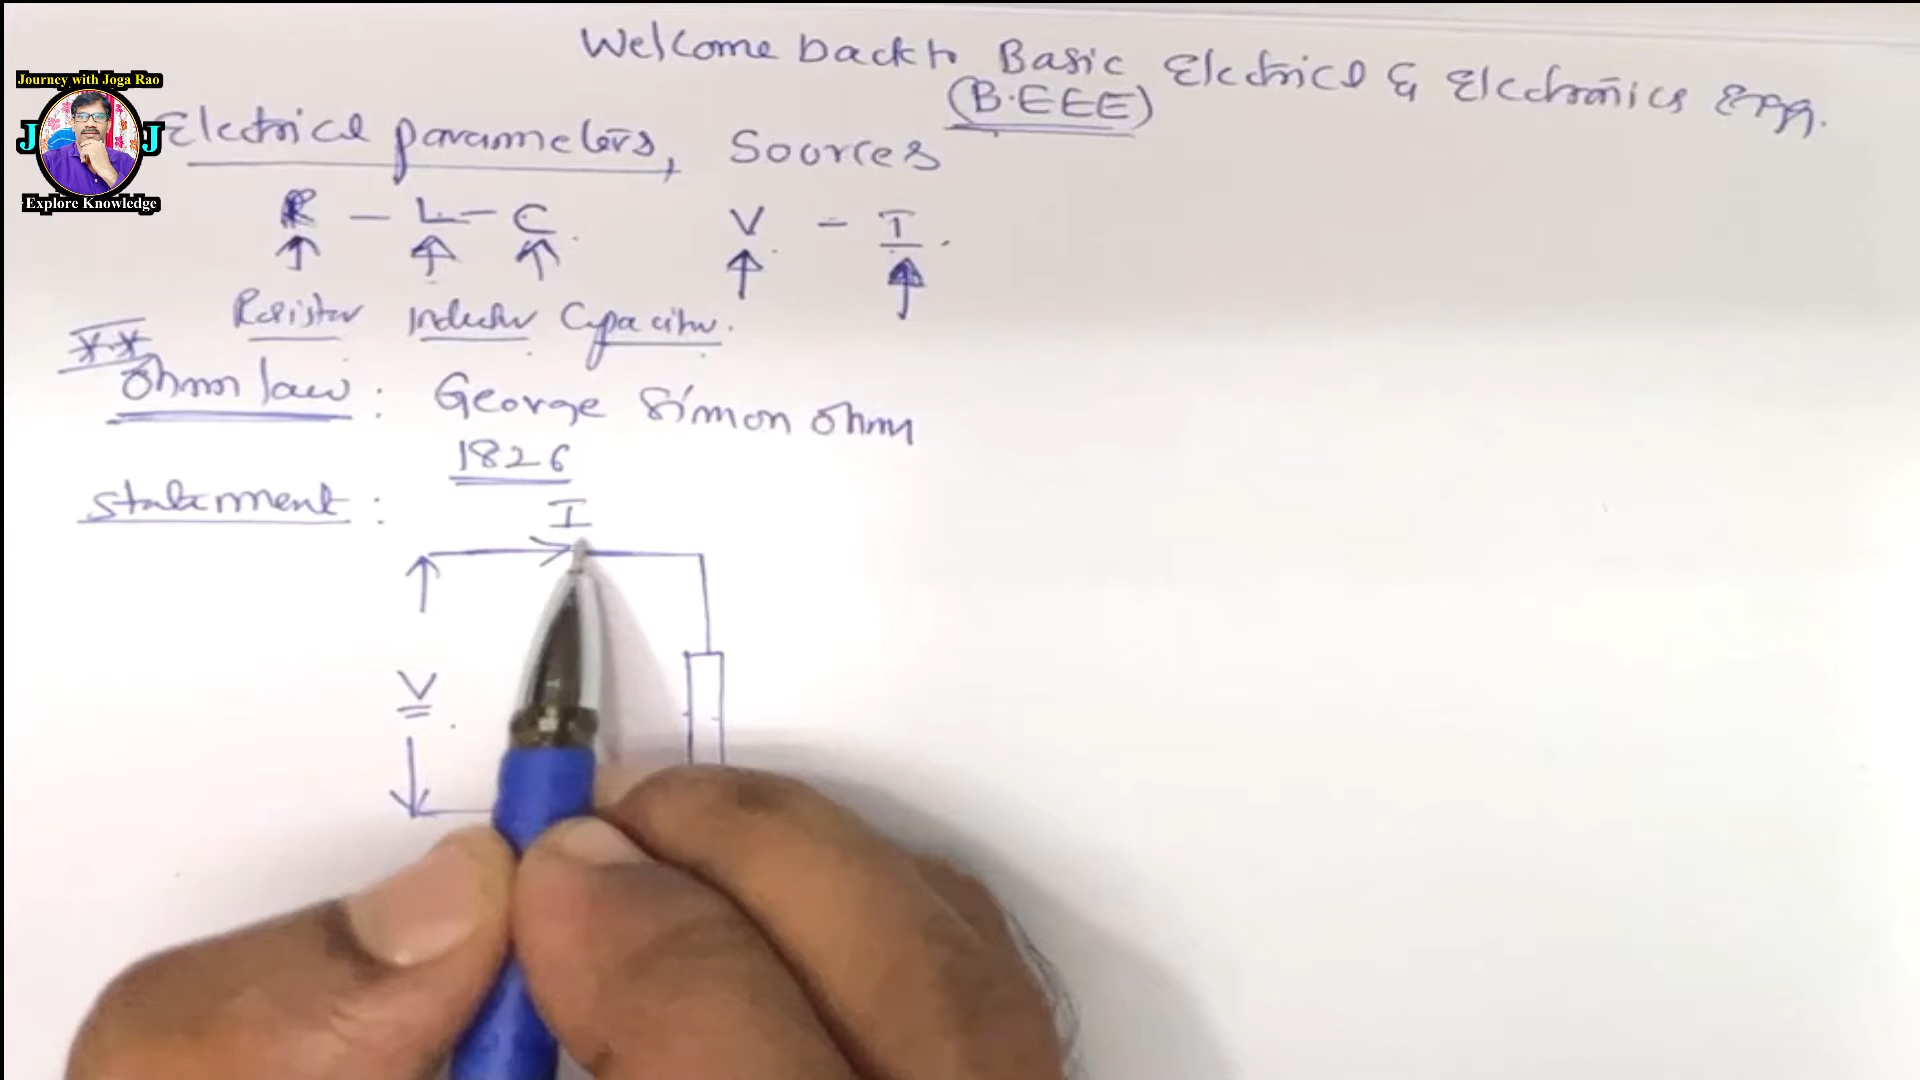 Welcome back to Basic Electrical & Electronics Engg.
(B.EEE)
Journey with Joga Rao
J J
Explore Knowledge
Electrical parameters, Sources
R - L - C. V - I.
Resistor Inductor Capacitor.
**
Ohm law : George Simon Ohm
1826
Statement :
I
V